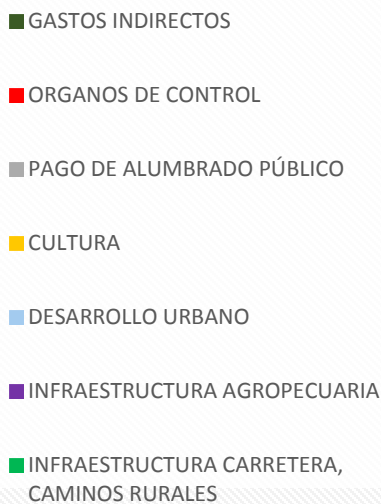 GASTOS INDIRECTOS
ORGANOS DE CONTROL
PAGO DE ALUMBRADO PÚBLICO
CULTURA
DESARROLLO URBANO
INFRAESTRUCTURA AGROPECUARIA
INFRAESTRUCTURA CARRETERA,
CAMINOS RURALES